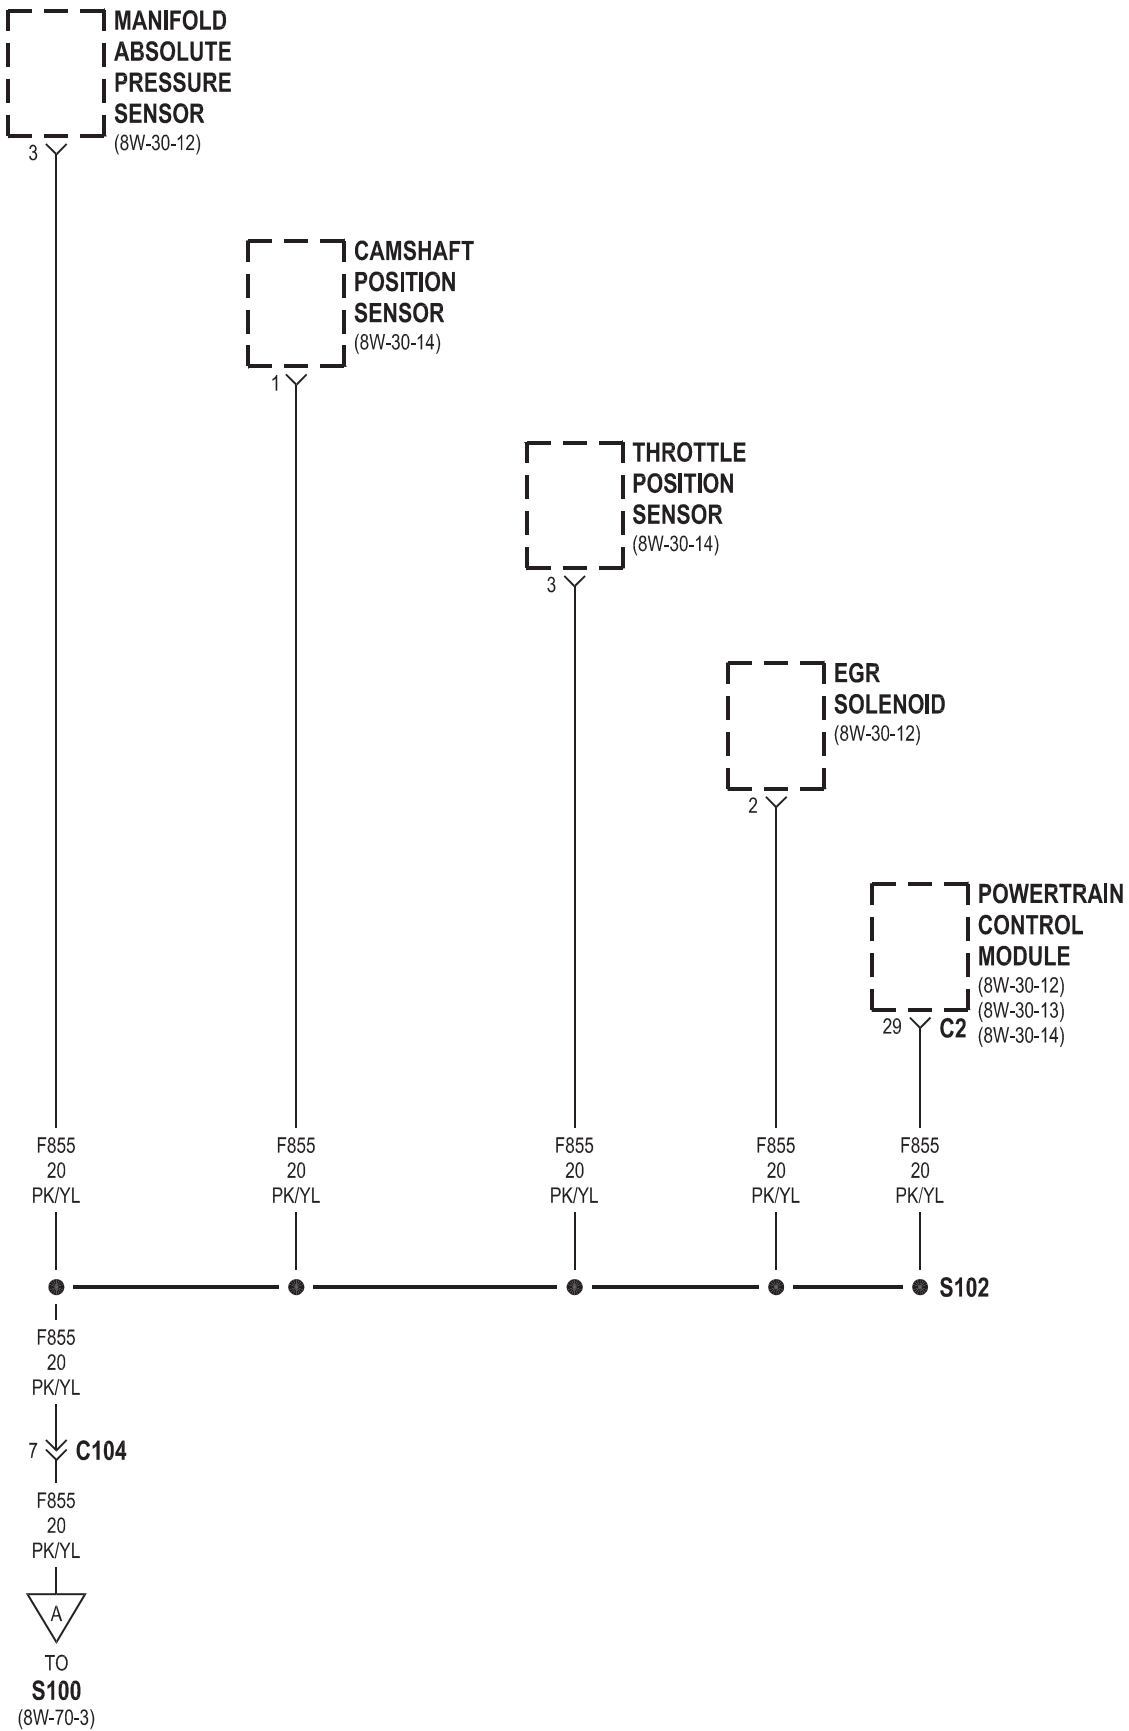 MANIFOLD
ABSOLUTE
PRESSURE
SENSOR
(8W-30-12)
3
CAMSHAFT
POSITION
SENSOR
(8W-30-14)
1
THROTTLE
POSITION
SENSOR
(8W-30-14)
3
EGR
SOLENOID
(8W-30-12)
2
POWERTRAIN
CONTROL
MODULE
(8W-30-12)
(8W-30-13)
(8W-30-14)
29 C2
F855 F855 F855 F855 F855
20 20 20 20 20
PK/YL PK/YL PK/YL PK/YL PK/YL
S102
F855
20
PK/YL
7 C104
F855
20
PK/YL
A
TO
S100
(8W-70-3)